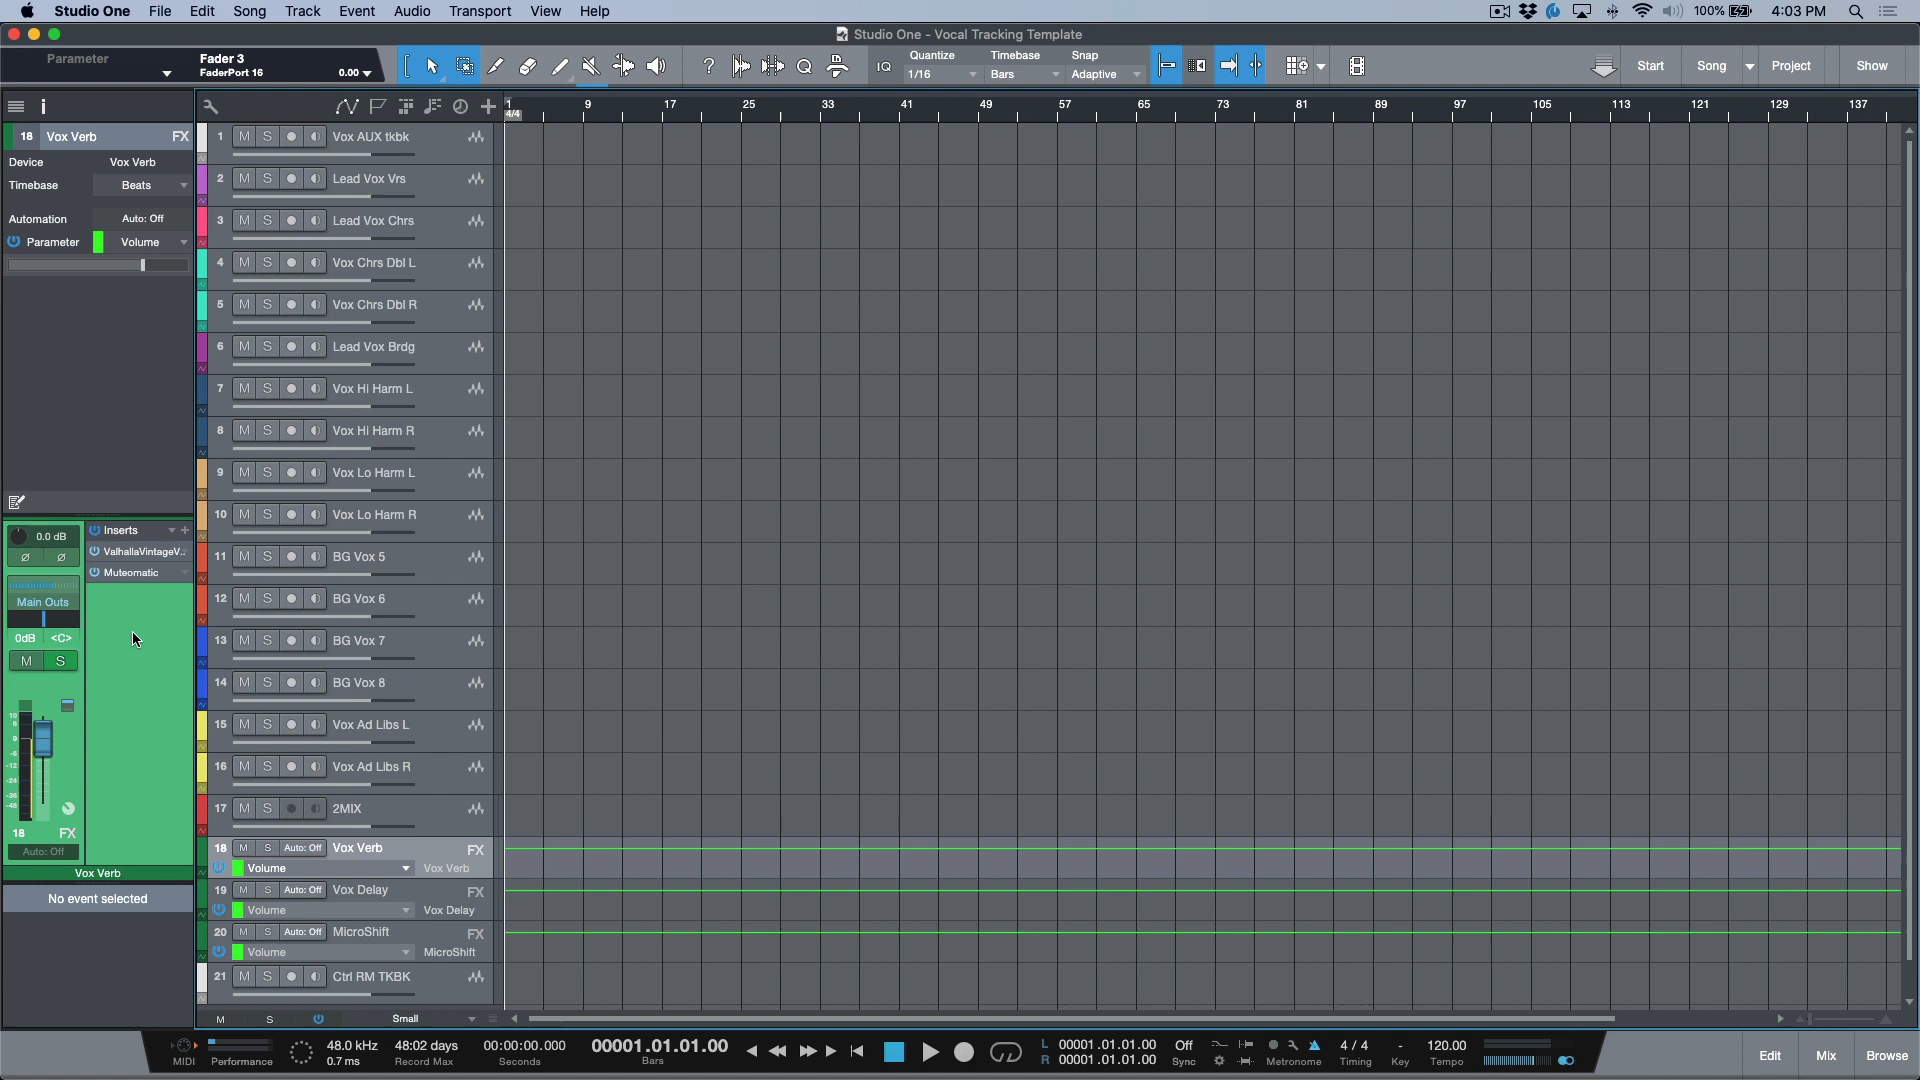 Studio One File Edit Song Track Event Audio Transport View Help 100% 4:03 PM
Studio One - Vocal Tracking Template
Parameter Fader 3
FaderPort 16 0.00
IQ Quantize Timebase Snap
1/16 Bars Adaptive
Start Song Project Show
1 9 17 25 33 41 49 57 65 73 81 89 97 105 113 121 129 137
4/4
18 Vox Verb FX
Device Vox Verb
Timebase Beats
Automation Auto: Off
Parameter Volume
0.0 dB Inserts
ValhallaVintageV..
Muteomatic
Main Outs
0dB <C>
M S
10
6
0
-6
-12
-24
-36
-48
18 FX
Auto: Off
Vox Verb
No event selected
1 M S Vox AUX tkbk
2 M S Lead Vox Vrs
3 M S Lead Vox Chrs
4 M S Vox Chrs Dbl L
5 M S Vox Chrs Dbl R
6 M S Lead Vox Brdg
7 M S Vox Hi Harm L
8 M S Vox Hi Harm R
9 M S Vox Lo Harm L
10 M S Vox Lo Harm R
11 M S BG Vox 5
12 M S BG Vox 6
13 M S BG Vox 7
14 M S BG Vox 8
15 M S Vox Ad Libs L
16 M S Vox Ad Libs R
17 M S 2MIX
18 M S Auto: Off Vox Verb FX
Volume Vox Verb
19 M S Auto: Off Vox Delay FX
Volume Vox Delay
20 M S Auto: Off MicroShift FX
Volume MicroShift
21 M S Ctrl RM TKBK
M S Small
MIDI Performance
48.0 kHz
0.7 ms
48:02 days
Record Max
00:00:00.000
Seconds
00001.01.01.00
Bars
L 00001.01.01.00
R 00001.01.01.00
Off
Sync
Metronome
4 / 4
Timing
-
Key
120.00
Tempo
Edit Mix Browse